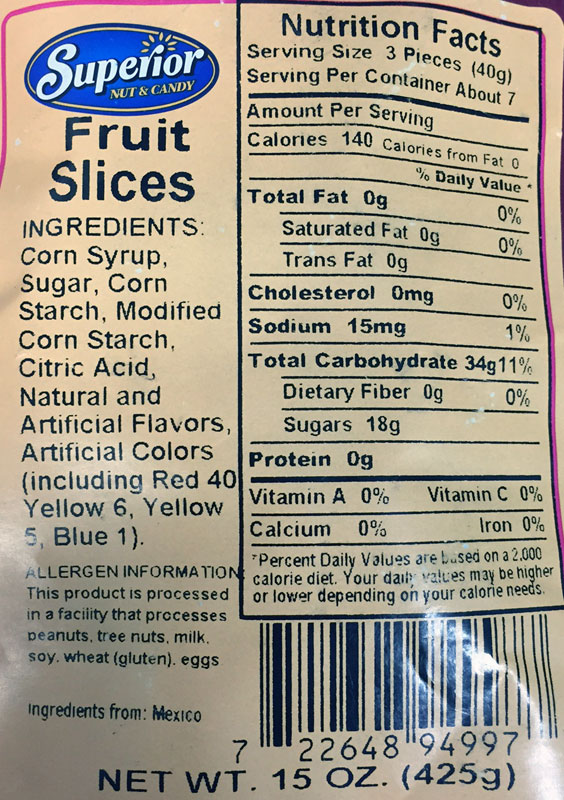 Superior
NUT & CANDY
Fruit
Slices
INGREDIENTS:
Corn Syrup,
Sugar, Corn
Starch, Modified
Corn Starch,
Citric Acid,
Natural and
Artificial Flavors,
Artificial Colors
(including Red 40
Yellow 6, Yellow
5, Blue 1).
ALLERGEN INFORMATION
This product is processed
in a facility that processes
peanuts, tree nuts, milk,
soy, wheat (gluten). eggs
Ingredients from: Mexico
Nutrition Facts
Serving Size 3 Pieces (40g)
Serving Per Container About 7
Amount Per Serving
Calories 140 Calories from Fat 0
% Daily Value *
Total Fat 0g 0%
Saturated Fat 0g 0%
Trans Fat 0g
Cholesterol 0mg 0%
Sodium 15mg 1%
Total Carbohydrate 34g 11%
Dietary Fiber 0g 0%
Sugars 18g
Protein 0g
Vitamin A 0% Vitamin C 0%
Calcium 0% Iron 0%
*Percent Daily Values are based on a 2,000
calorie diet. Your daily values may be higher
or lower depending on your calorie needs.
7 22648 94997
NET WT. 15 OZ. (425g)